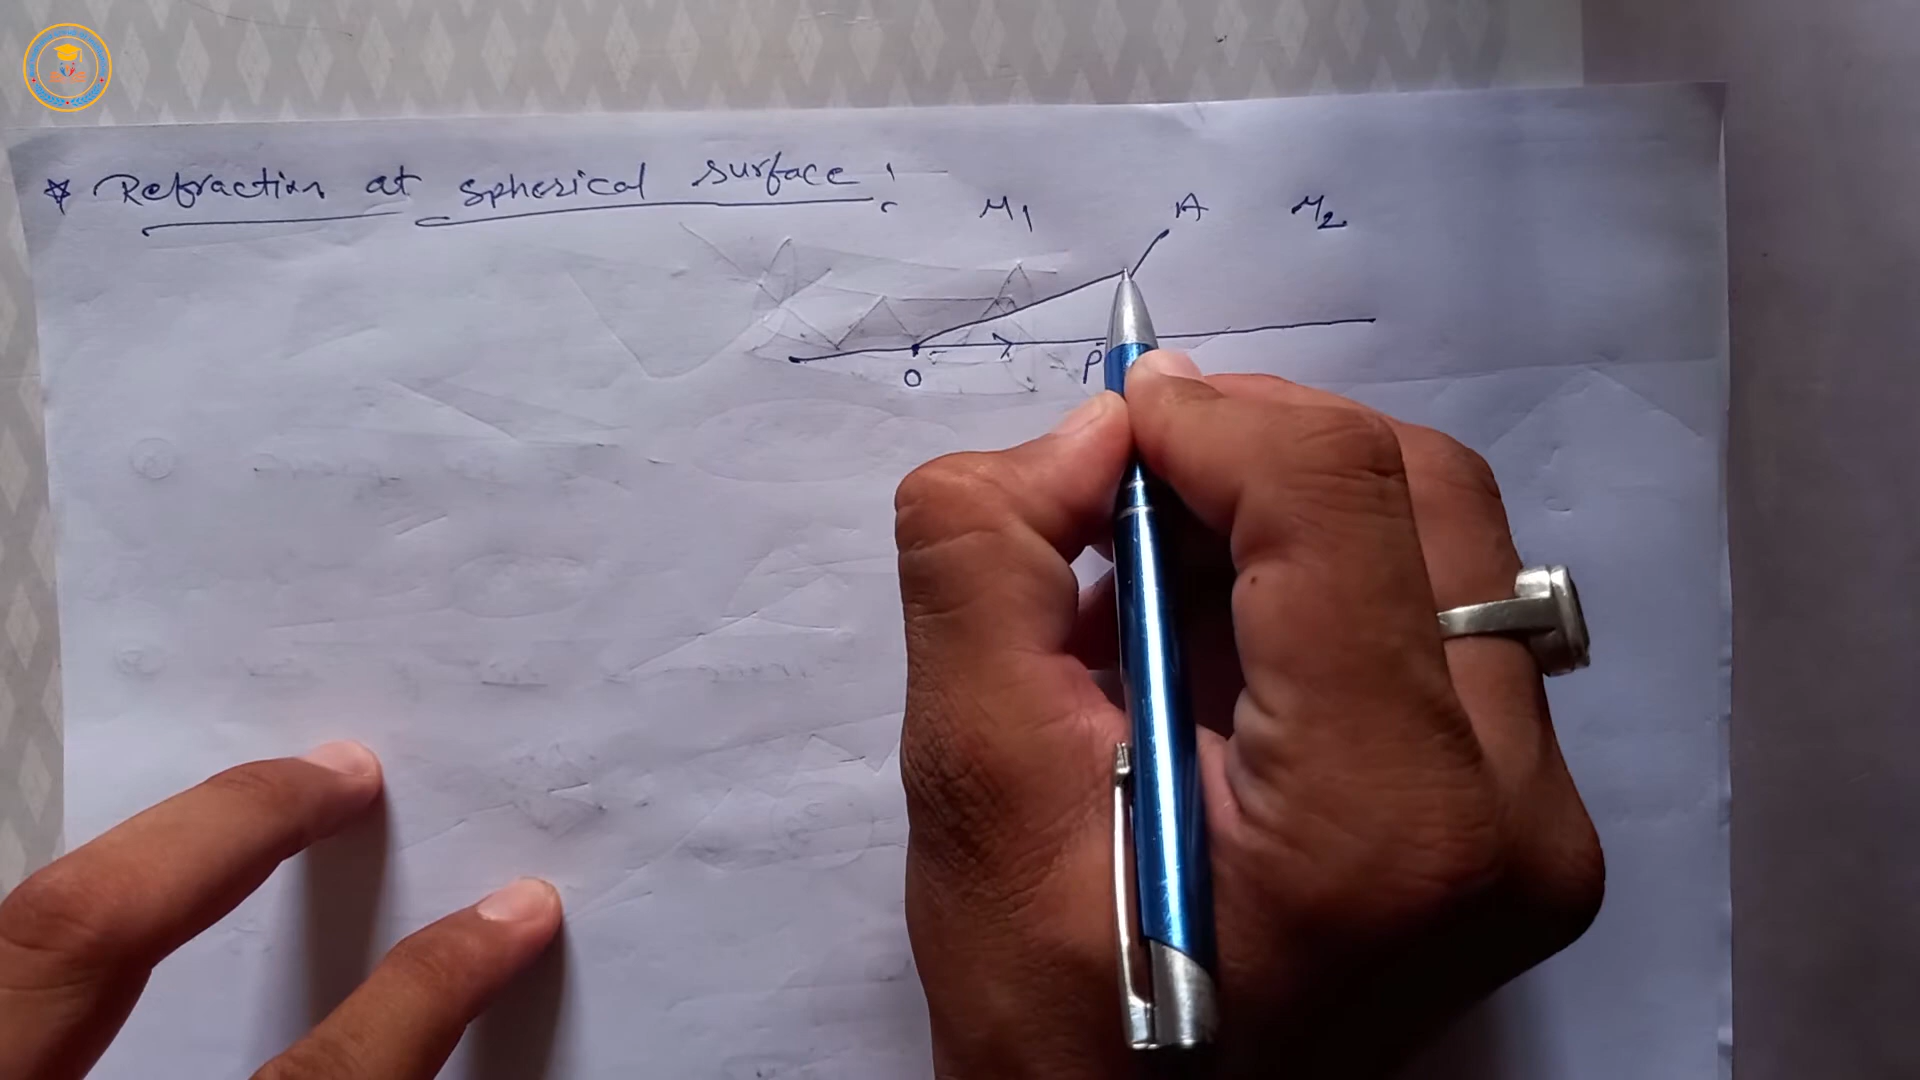 ☆ Refraction at spherical surface :
μ1 A μ2
O P